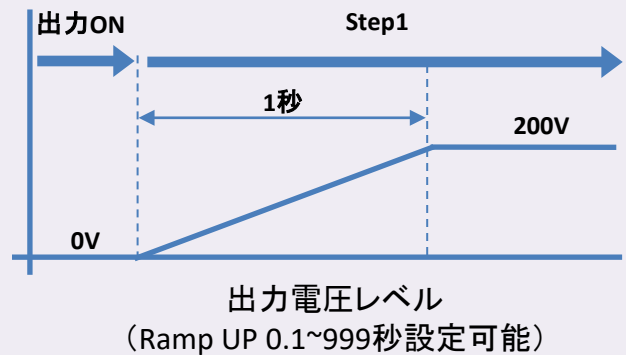 出力ON
Step1
1秒
200V
0V
出力電圧レベル
（Ramp UP 0.1~999秒設定可能）